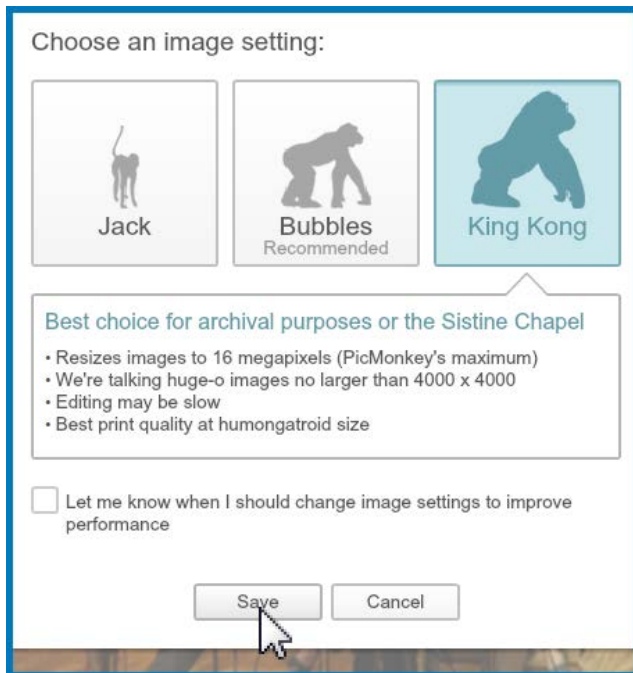 Choose an image setting:
Jack
Bubbles
Recommended
King Kong
Best choice for archival purposes or the Sistine Chapel
• Resizes images to 16 megapixels (PicMonkey's maximum)
• We're talking huge-o images no larger than 4000 x 4000
• Editing may be slow
• Best print quality at humongatroid size
Let me know when I should change image settings to improve
performance
Save
Cancel